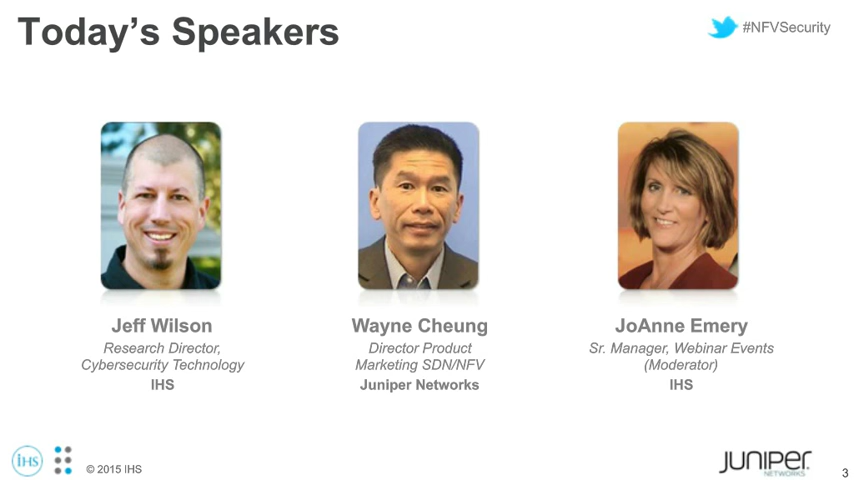 Today's Speakers
#NFVSecurity
Jeff Wilson
Research Director,
Cybersecurity Technology
IHS
Wayne Cheung
Director Product
Marketing SDN/NFV
Juniper Networks
JoAnne Emery
Sr. Manager, Webinar Events
(Moderator)
IHS
iHS
© 2015 IHS
JUNIPER
NETWORKS
3